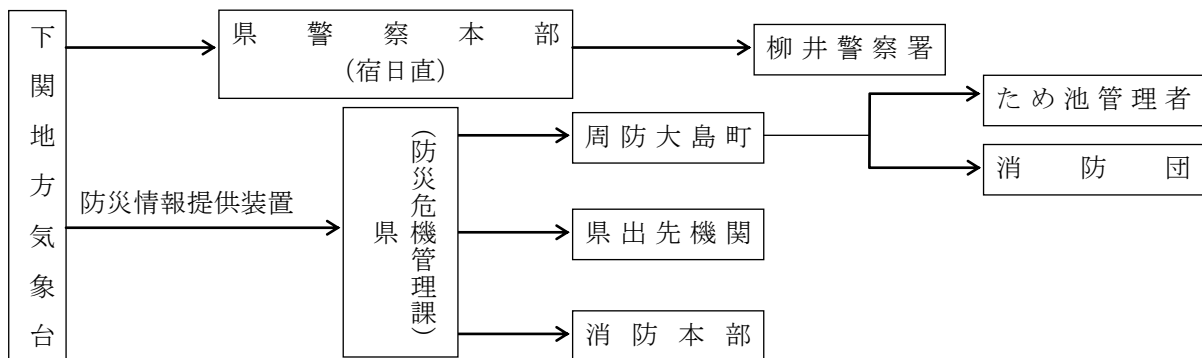 下関地方気象台
県警察本部
(宿日直)
柳井警察署
ため池管理者
消防団
周防大島町
防災情報提供装置
県
(防災危機管理課)
県出先機関
消防本部